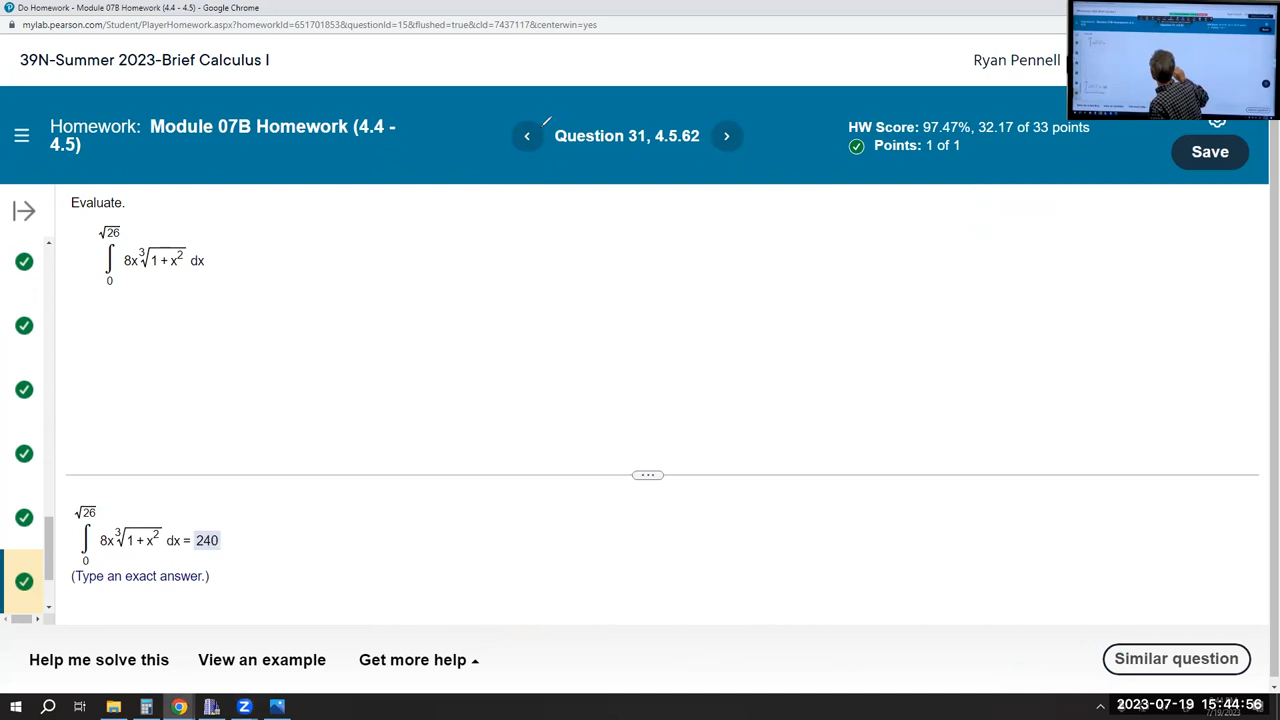 Do Homework - Module 07B Homework (4.4 - 4.5) - Google Chrome
mylab.pearson.com/Student/PlayerHomework.aspx?homeworkId=651701853&questionId=15&flushed=true&cId=7437117&centerwin=yes
39N-Summer 2023-Brief Calculus I
Ryan Pennell
Homework: Module 07B Homework (4.4 - 4.5)
Question 31, 4.5.62
HW Score: 97.47%, 32.17 of 33 points
Points: 1 of 1
Save
Evaluate.
√26
∫ 8x ∛1 + x² dx
0
√26
∫ 8x ∛1 + x² dx = 240
0
(Type an exact answer.)
Help me solve this
View an example
Get more help
Similar question
2023-07-19 15:44:56